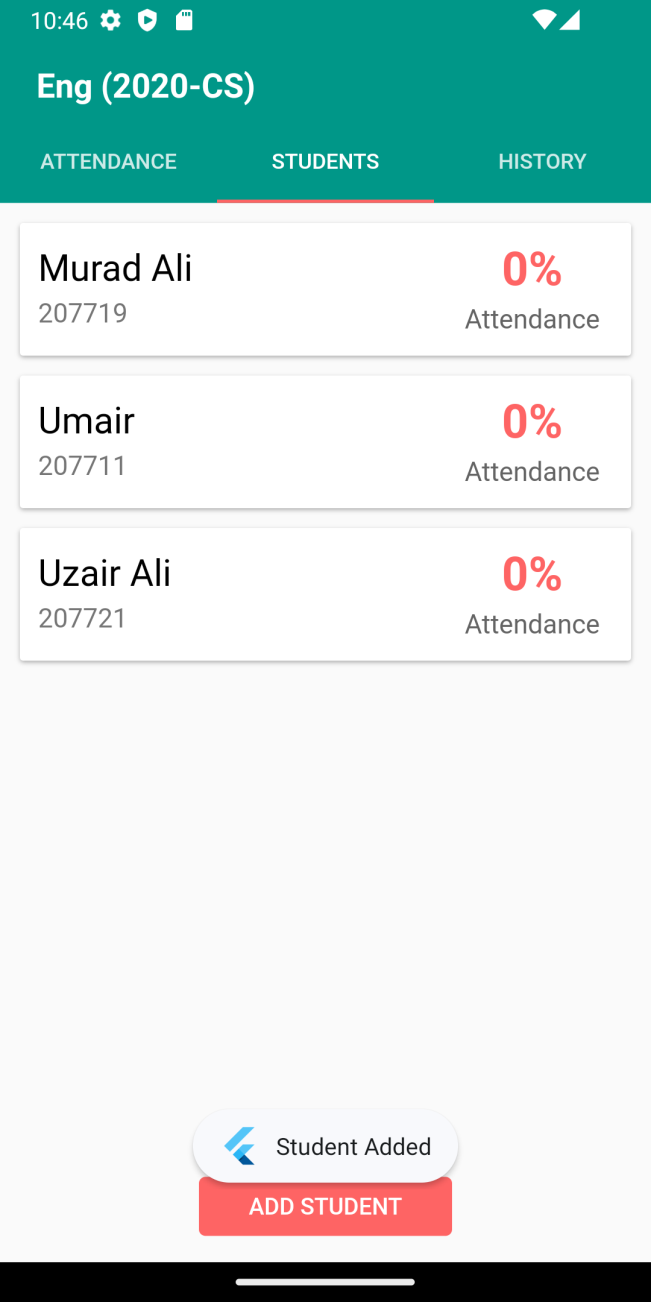 10:46
Eng (2020-CS)
ATTENDANCE STUDENTS HISTORY
Murad Ali 0%
207719 Attendance
Umair 0%
207711 Attendance
Uzair Ali 0%
207721 Attendance
Student Added
ADD STUDENT